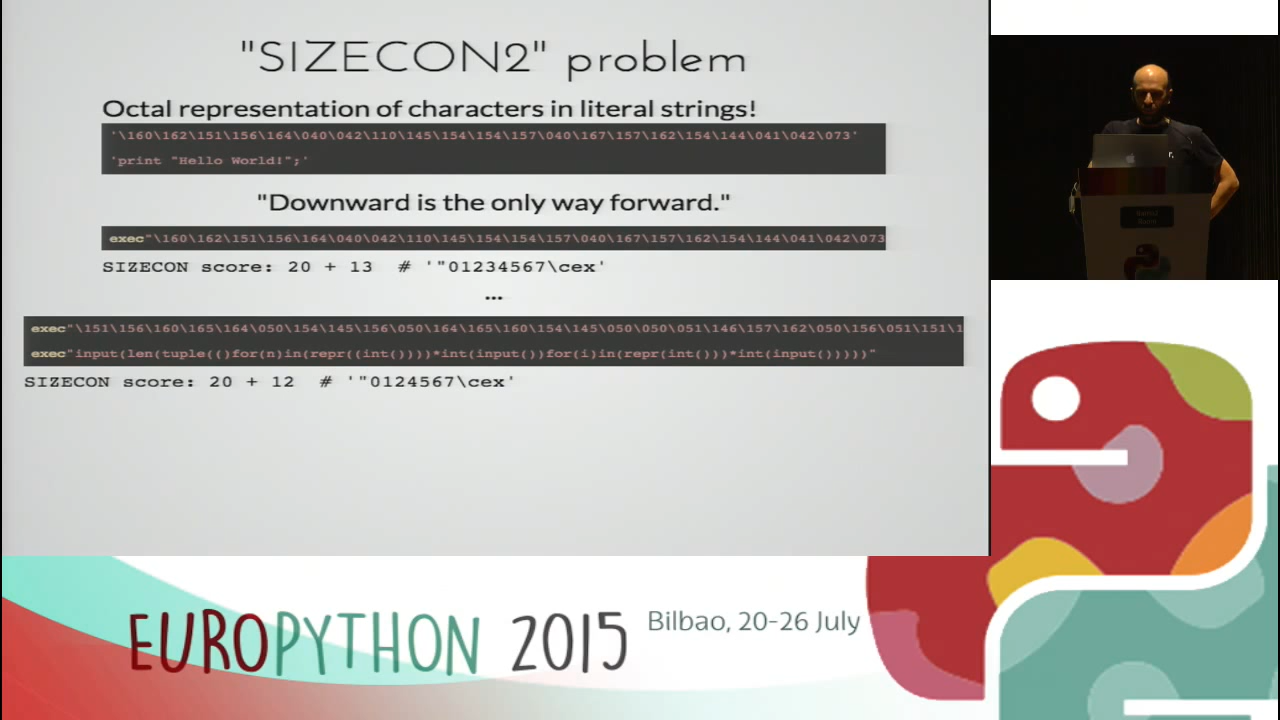 "SIZECON2" problem
Octal representation of characters in literal strings!
'\160\162\151\156\164\040\042\110\145\154\154\157\040\167\157\162\154\144\041\042\073'
'print "Hello World!";'
"Downward is the only way forward."
exec"\160\162\151\156\164\040\042\110\145\154\154\157\040\167\157\162\154\144\041\042\073
SIZECON score: 20 + 13 # '"01234567\cex'
...
exec"\151\156\160\165\164\050\154\145\156\050\164\165\160\154\145\050\050\051\146\157\162\050\156\051\151\1
exec"input(len(tuple(()for(n)in(repr((int())))*int(input())for(i)in(repr(int()))*int(input()))))"
SIZECON score: 20 + 12 # '"0124567\cex'
EUROPYTHON 2015
Bilbao, 20-26 July